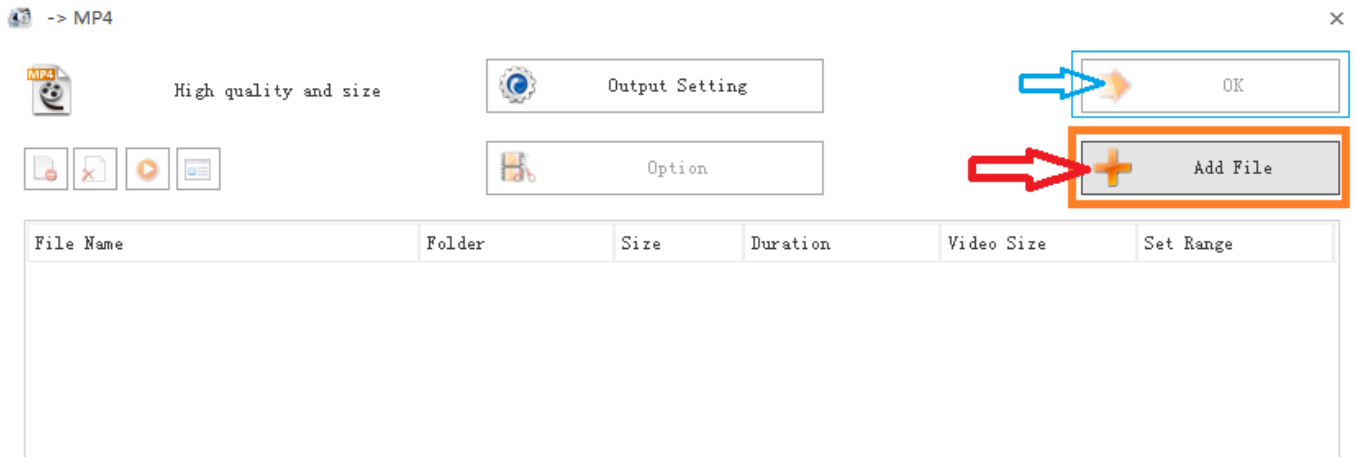 -> MP4
MP4
High quality and size
Output Setting
OK
Option
Add File
File Name Folder Size Duration Video Size Set Range